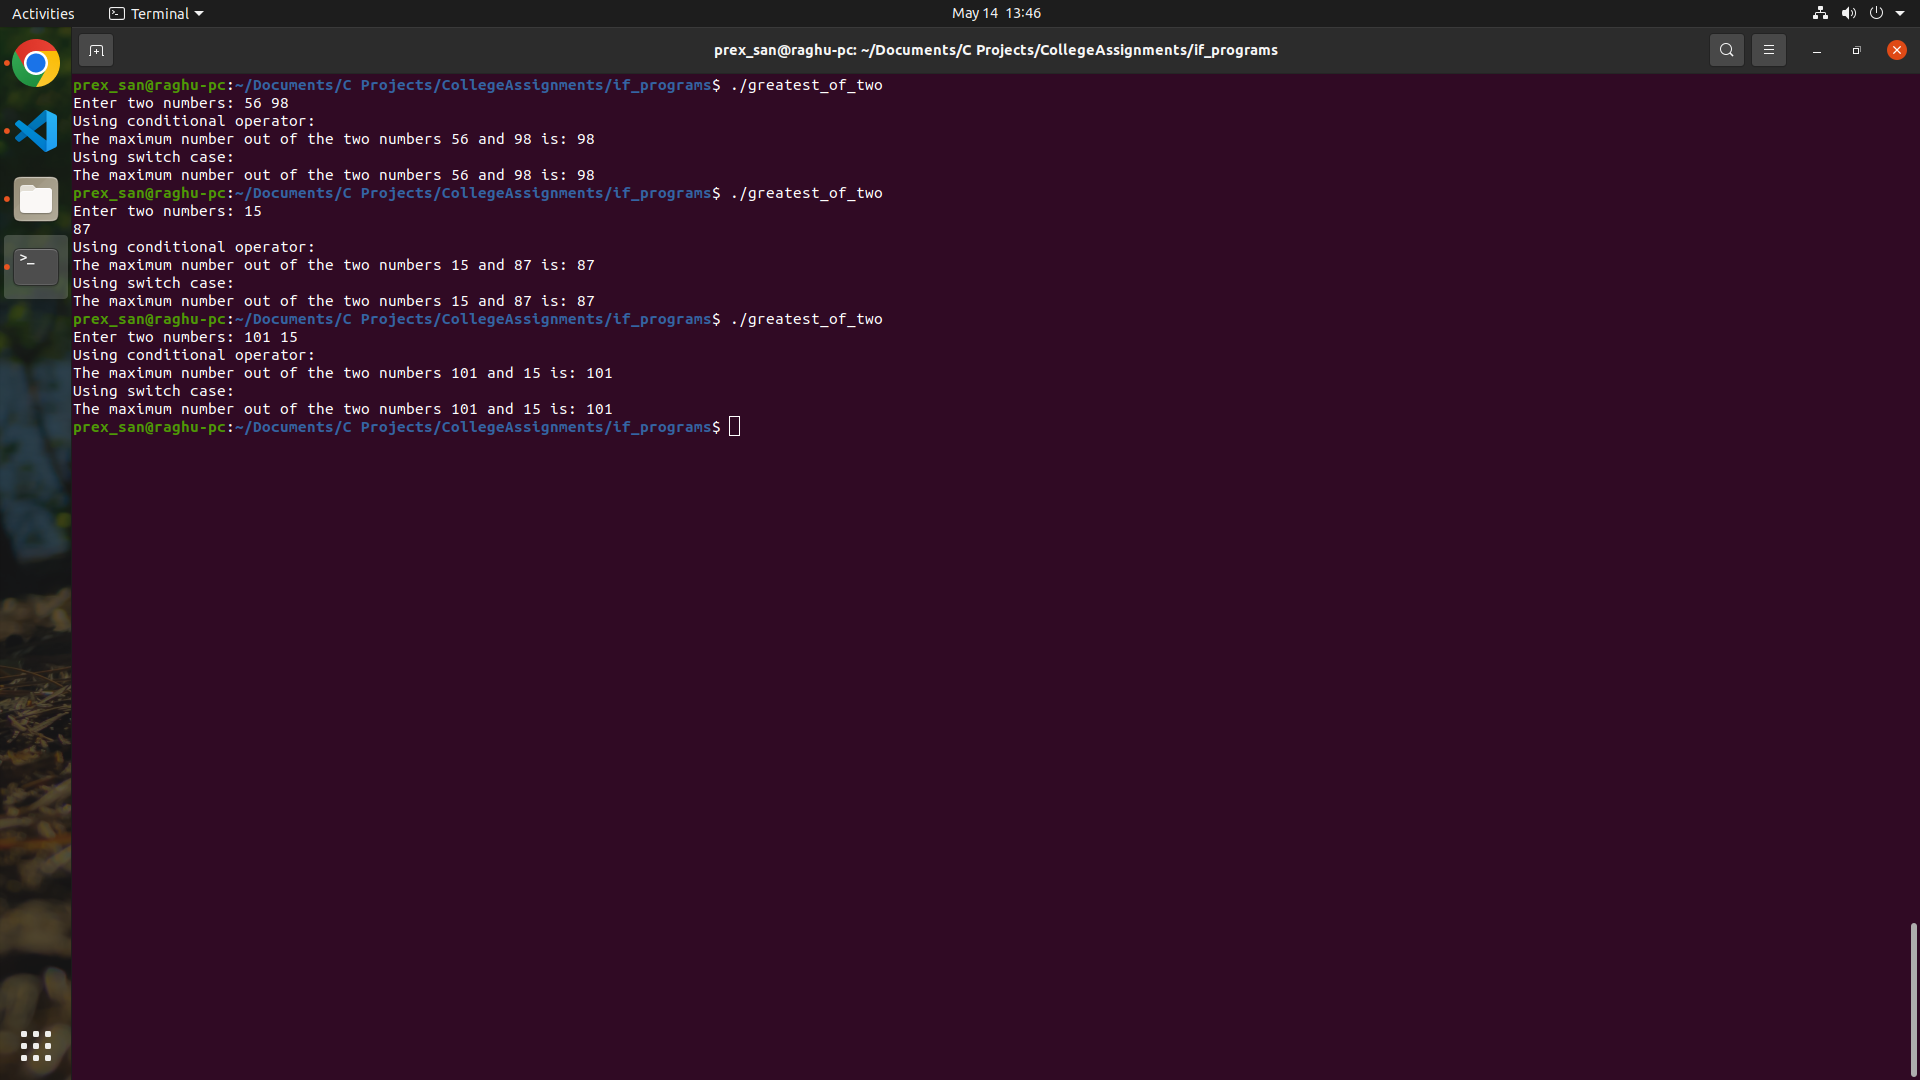 Activities Terminal May 14 13:46
prex_san@raghu-pc: ~/Documents/C Projects/CollegeAssignments/if_programs
prex_san@raghu-pc:~/Documents/C Projects/CollegeAssignments/if_programs$ ./greatest_of_two
Enter two numbers: 56 98
Using conditional operator:
The maximum number out of the two numbers 56 and 98 is: 98
Using switch case:
The maximum number out of the two numbers 56 and 98 is: 98
prex_san@raghu-pc:~/Documents/C Projects/CollegeAssignments/if_programs$ ./greatest_of_two
Enter two numbers: 15
87
Using conditional operator:
The maximum number out of the two numbers 15 and 87 is: 87
Using switch case:
The maximum number out of the two numbers 15 and 87 is: 87
prex_san@raghu-pc:~/Documents/C Projects/CollegeAssignments/if_programs$ ./greatest_of_two
Enter two numbers: 101 15
Using conditional operator:
The maximum number out of the two numbers 101 and 15 is: 101
Using switch case:
The maximum number out of the two numbers 101 and 15 is: 101
prex_san@raghu-pc:~/Documents/C Projects/CollegeAssignments/if_programs$